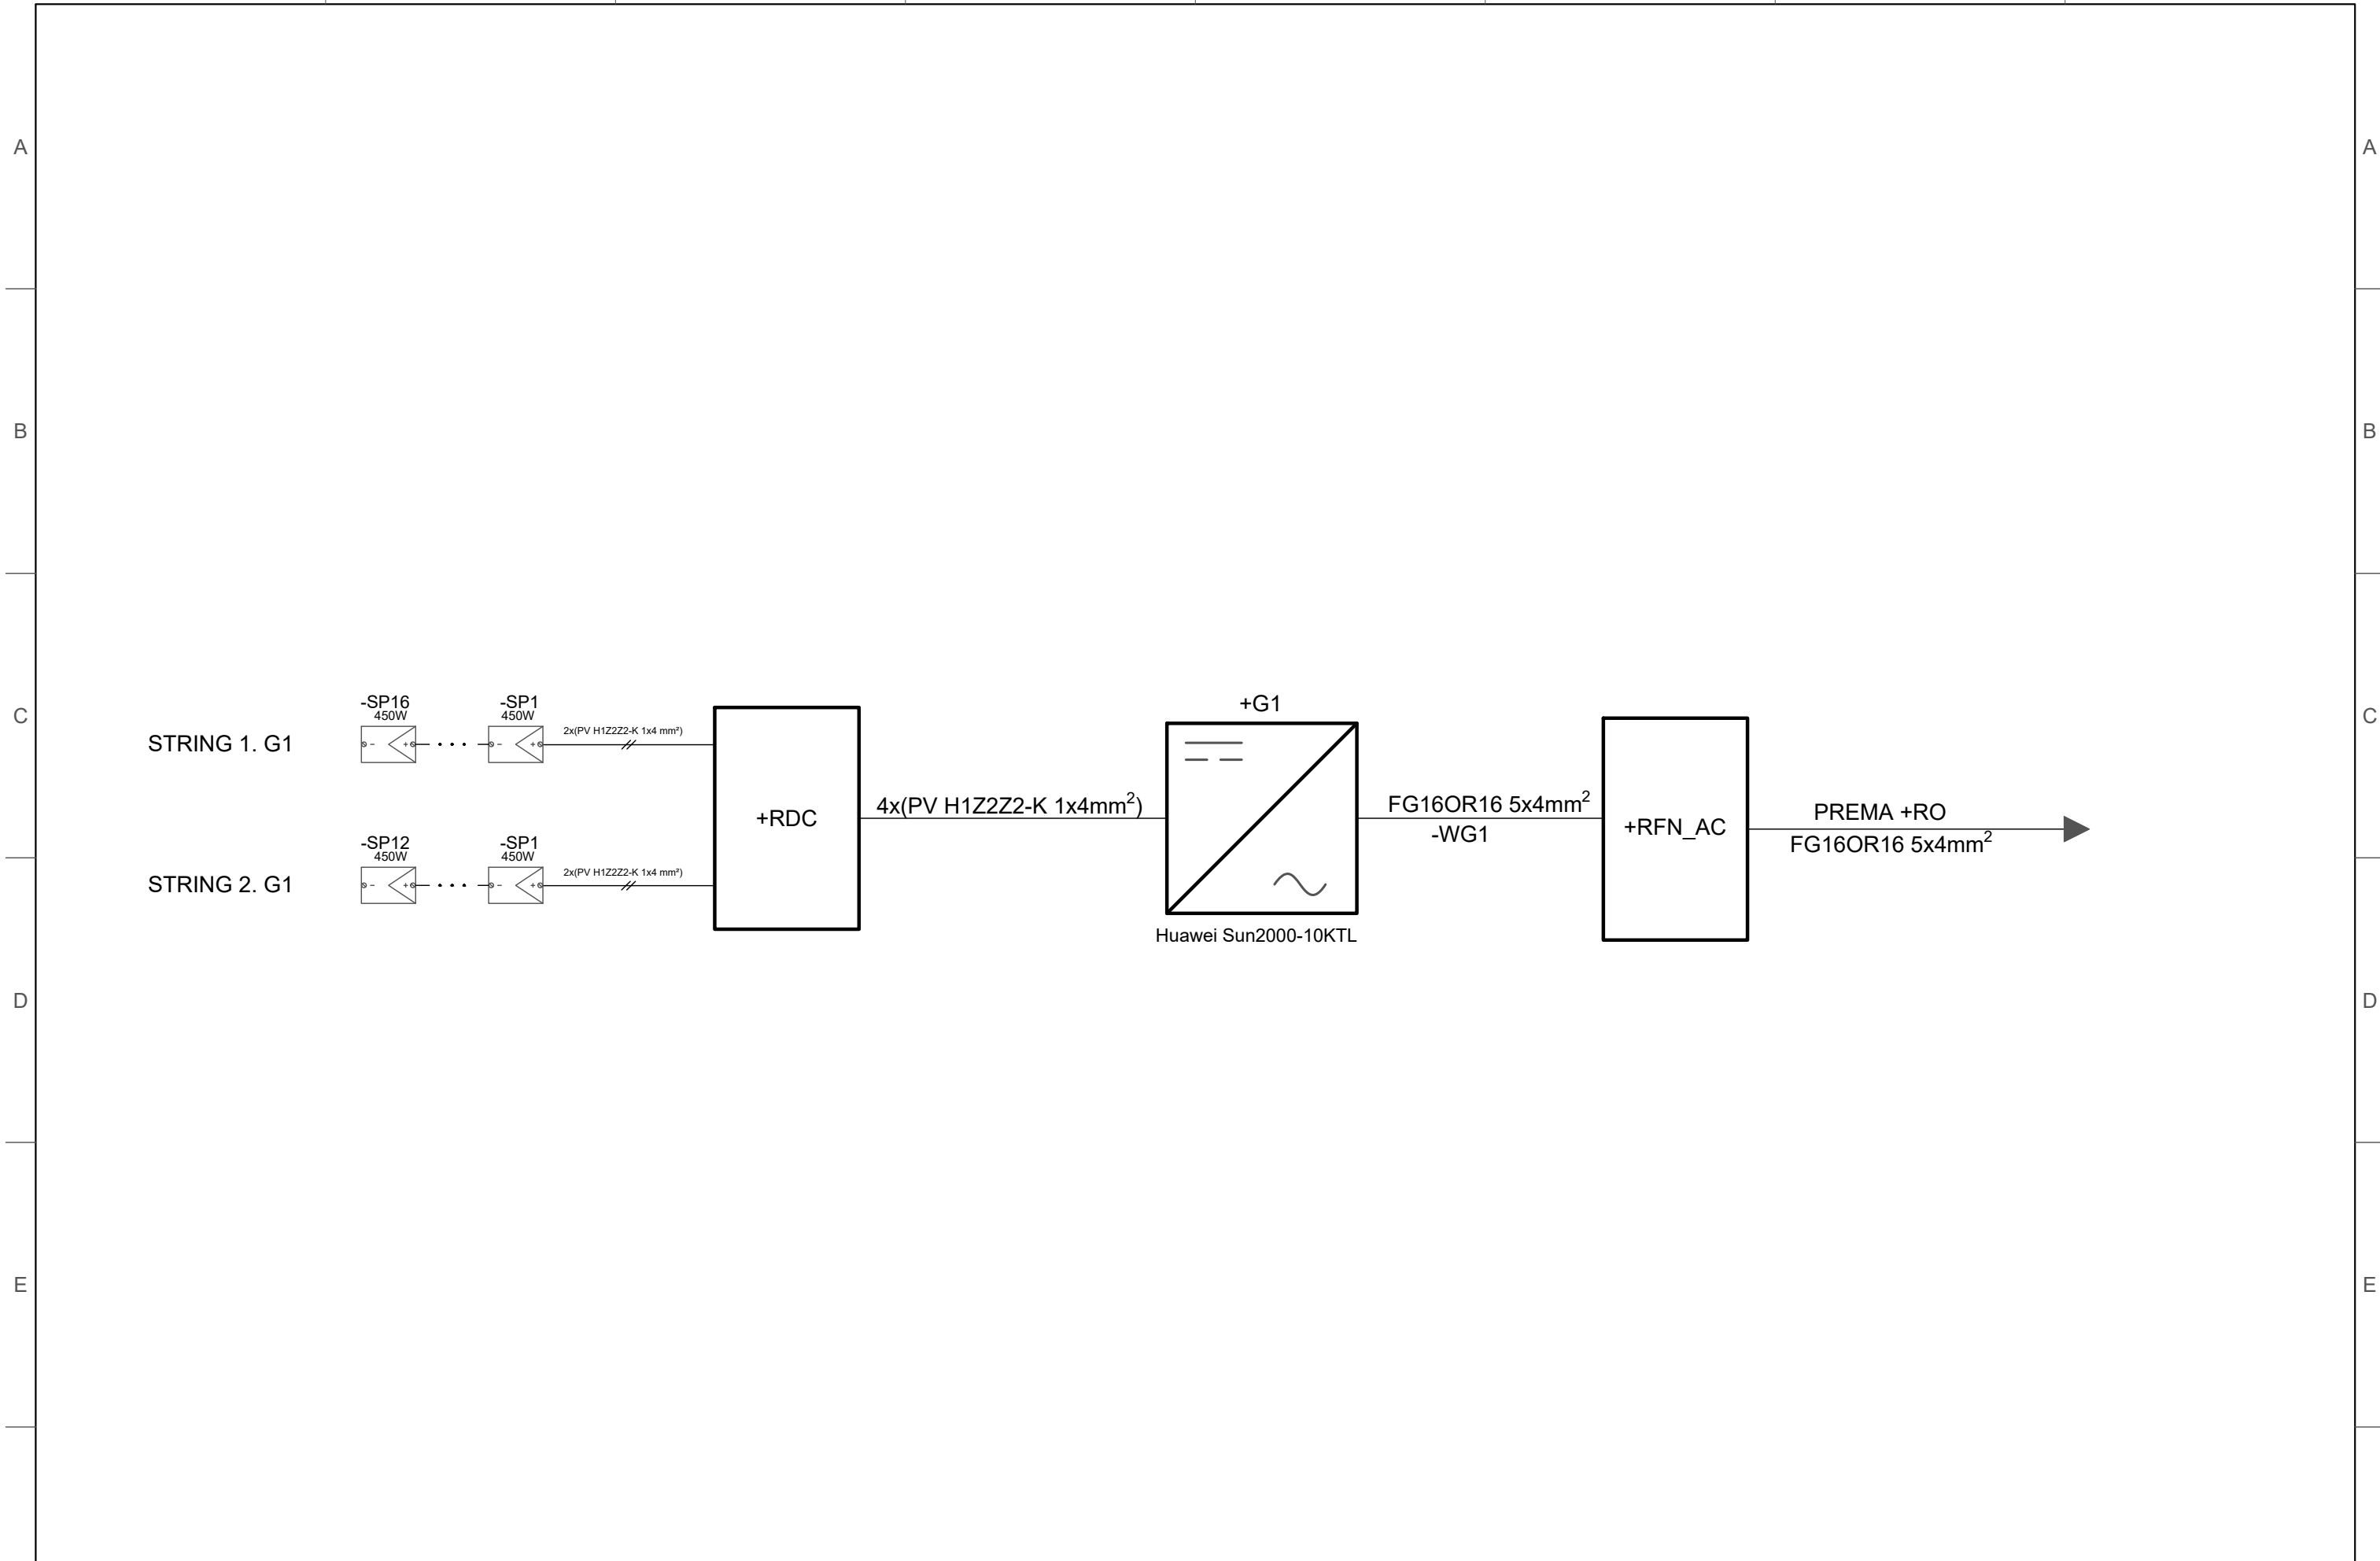 A
A
B
B
C
C
D
D
E
E
STRING 1. G1
-SP16
450W
-SP1
450W
2x(PV H1Z2Z2-K 1x4 mm²)
STRING 2. G1
-SP12
450W
-SP1
450W
2x(PV H1Z2Z2-K 1x4 mm²)
+RDC
4x(PV H1Z2Z2-K 1x4mm²)
+G1
Huawei Sun2000-10KTL
FG16OR16 5x4mm²
-WG1
+RFN_AC
PREMA +RO
FG16OR16 5x4mm²